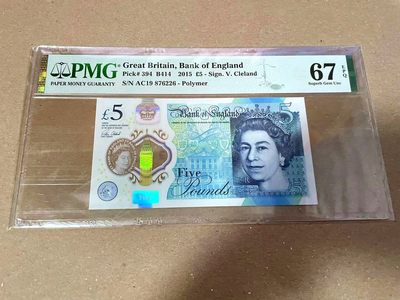 PMG
PAPER MONEY GUARANTY
Great Britain, Bank of England
Pick# 394 B414 2015 £5 - Sign. V. Cleland
S/N AC19 876226 - Polymer
67 EPQ
Superb Gem Unc
£5
Bank of England
5
Five
Pounds